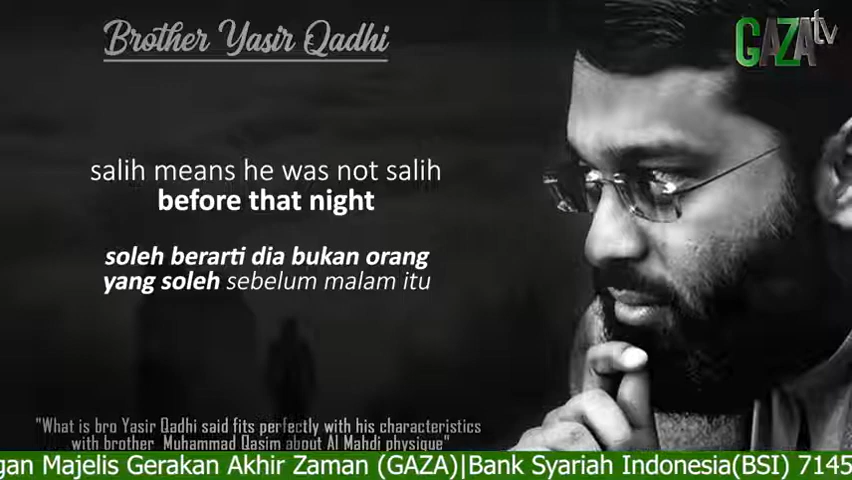 Brother Yasir Qadhi
GAZAtv
salih means he was not salih
before that night
soleh berarti dia bukan orang
yang soleh sebelum malam itu
"What is bro Yasir Qadhi said fits perfectly with his characteristics
with brother Muhammad Qasim about Al Mahdi physique"
gan Majelis Gerakan Akhir Zaman (GAZA)|Bank Syariah Indonesia(BSI) 7145